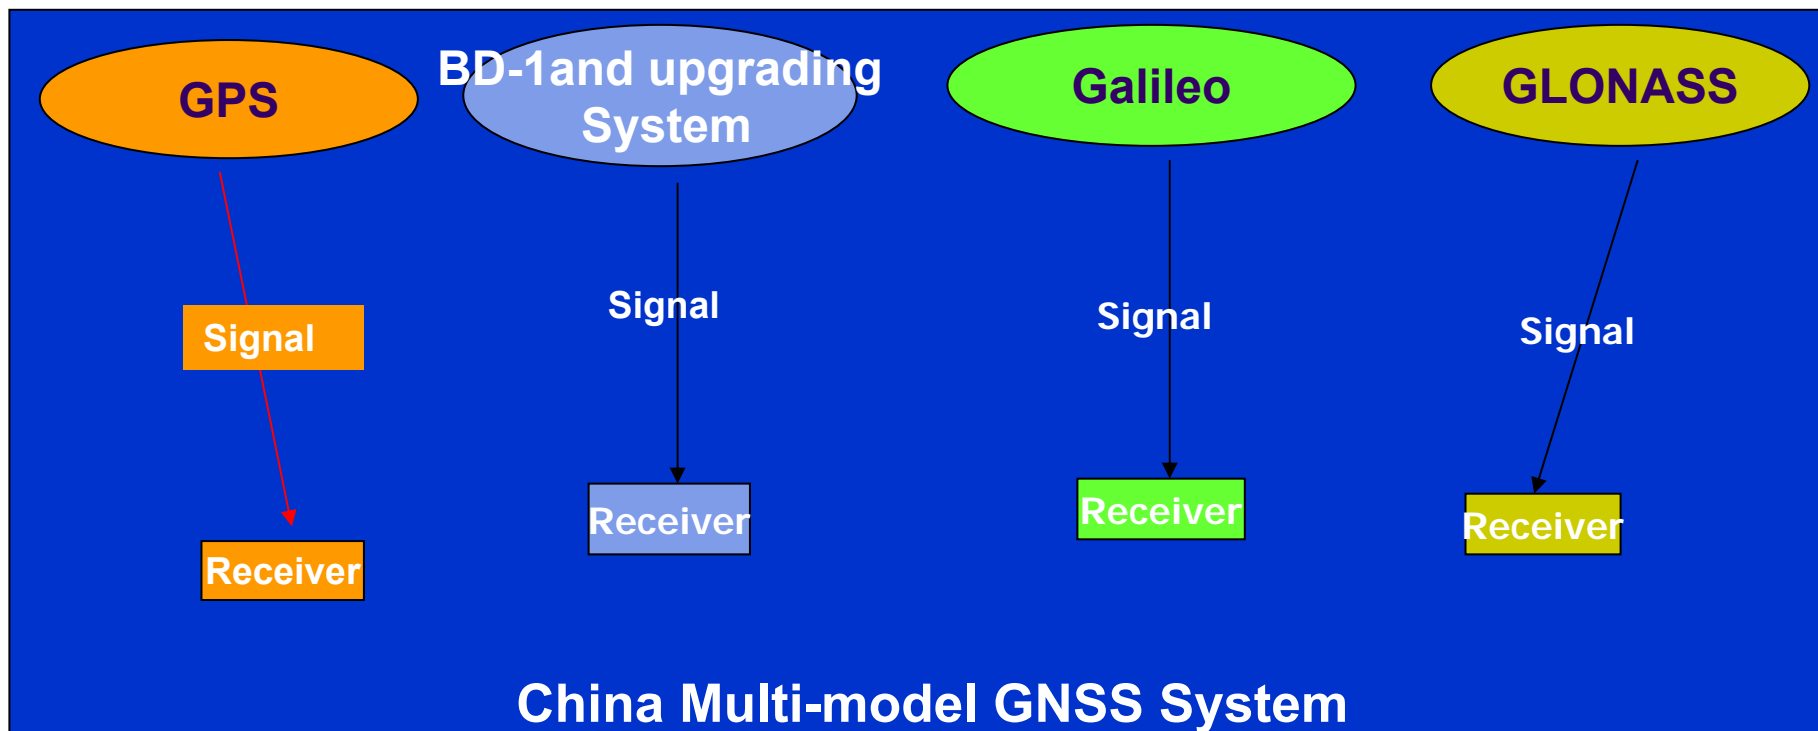 GPS
BD-1and upgrading
System
Galileo
GLONASS
Signal
Signal
Signal
Signal
Receiver
Receiver
Receiver
Receiver
China Multi-model GNSS System